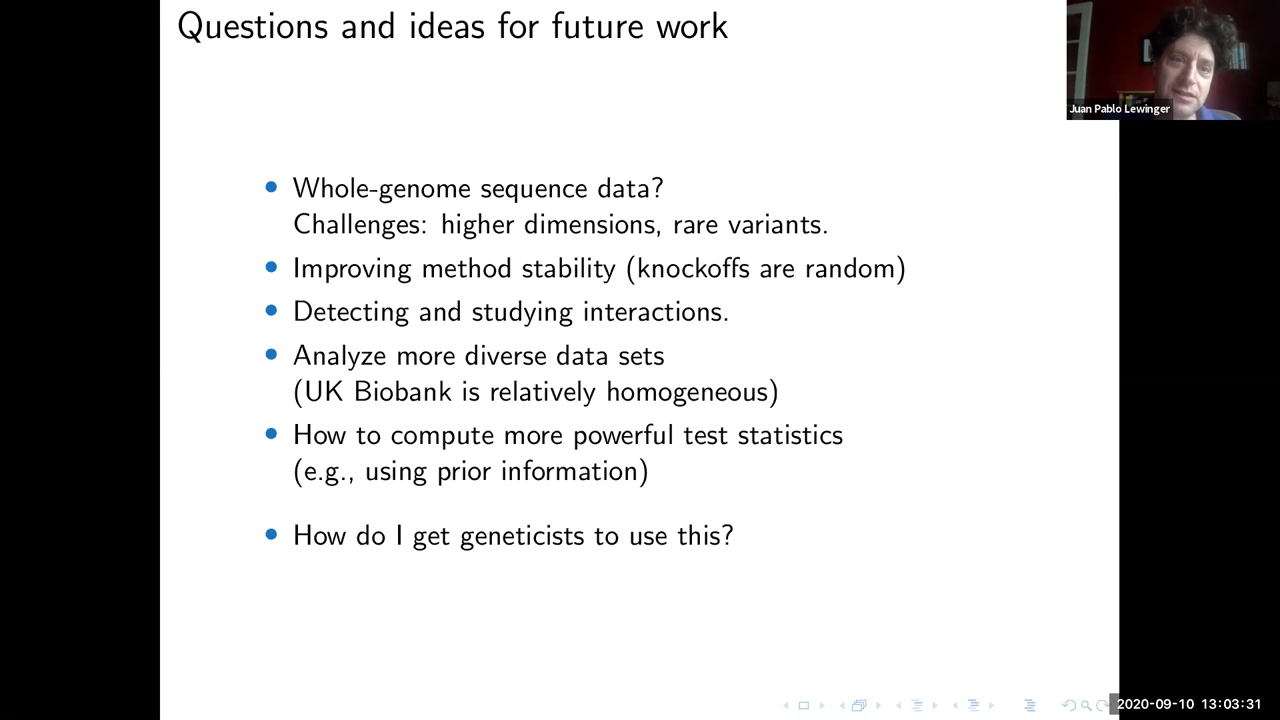 Questions and ideas for future work
Juan Pablo Lewinger
Whole-genome sequence data?
Challenges: higher dimensions, rare variants.
Improving method stability (knockoffs are random)
Detecting and studying interactions.
Analyze more diverse data sets
(UK Biobank is relatively homogeneous)
How to compute more powerful test statistics
(e.g., using prior information)
How do I get geneticists to use this?
2020-09-10 13:03:31